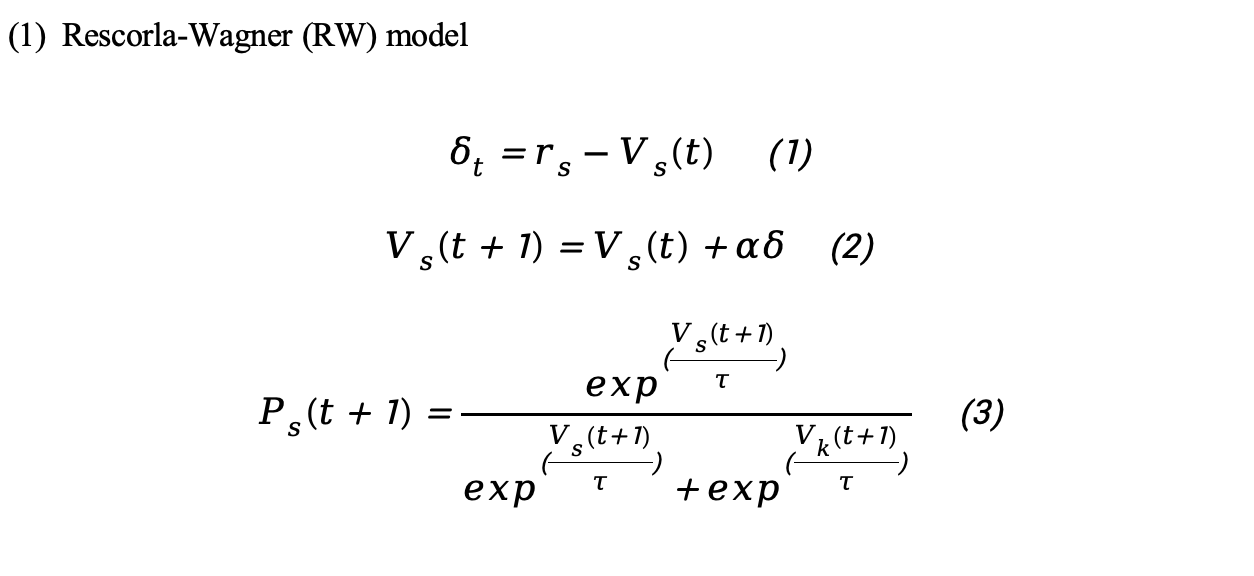 (1) Rescorla-Wagner (RW) model
δ_t = r_s − V_s(t) (1)
V_s(t + 1) = V_s(t) + αδ (2)
P_s(t + 1) = exp^(V_s(t+1)/τ) / (exp^(V_s(t+1)/τ) + exp^(V_k(t+1)/τ)) (3)